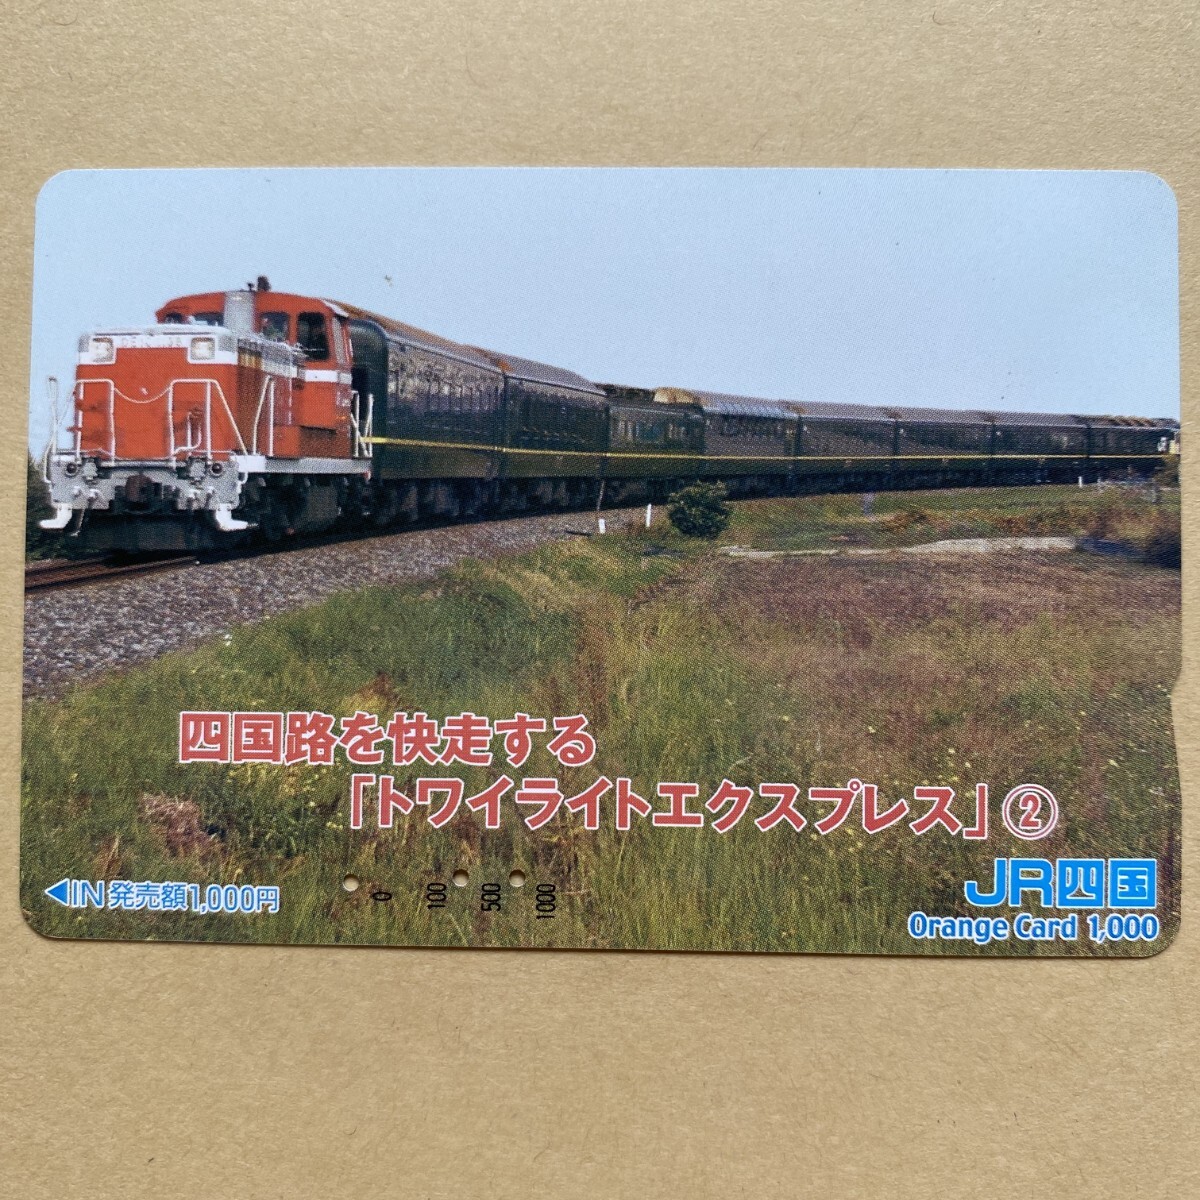 四国路を快走する
「トワイライトエクスプレス」②
JR四国
Orange Card 1,000
◀IN 発売額1,000円
0 100 500 1000